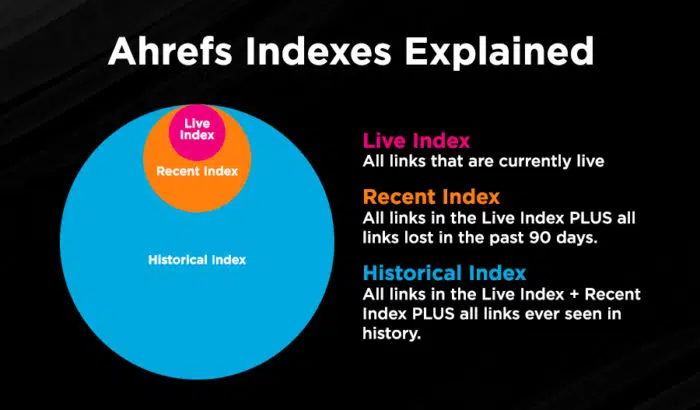 Ahrefs Indexes Explained
Live
Index
Recent Index
Historical Index
Live Index
All links that are currently live
Recent Index
All links in the Live Index PLUS all
links lost in the past 90 days.
Historical Index
All links in the Live Index + Recent
Index PLUS all links ever seen in
history.